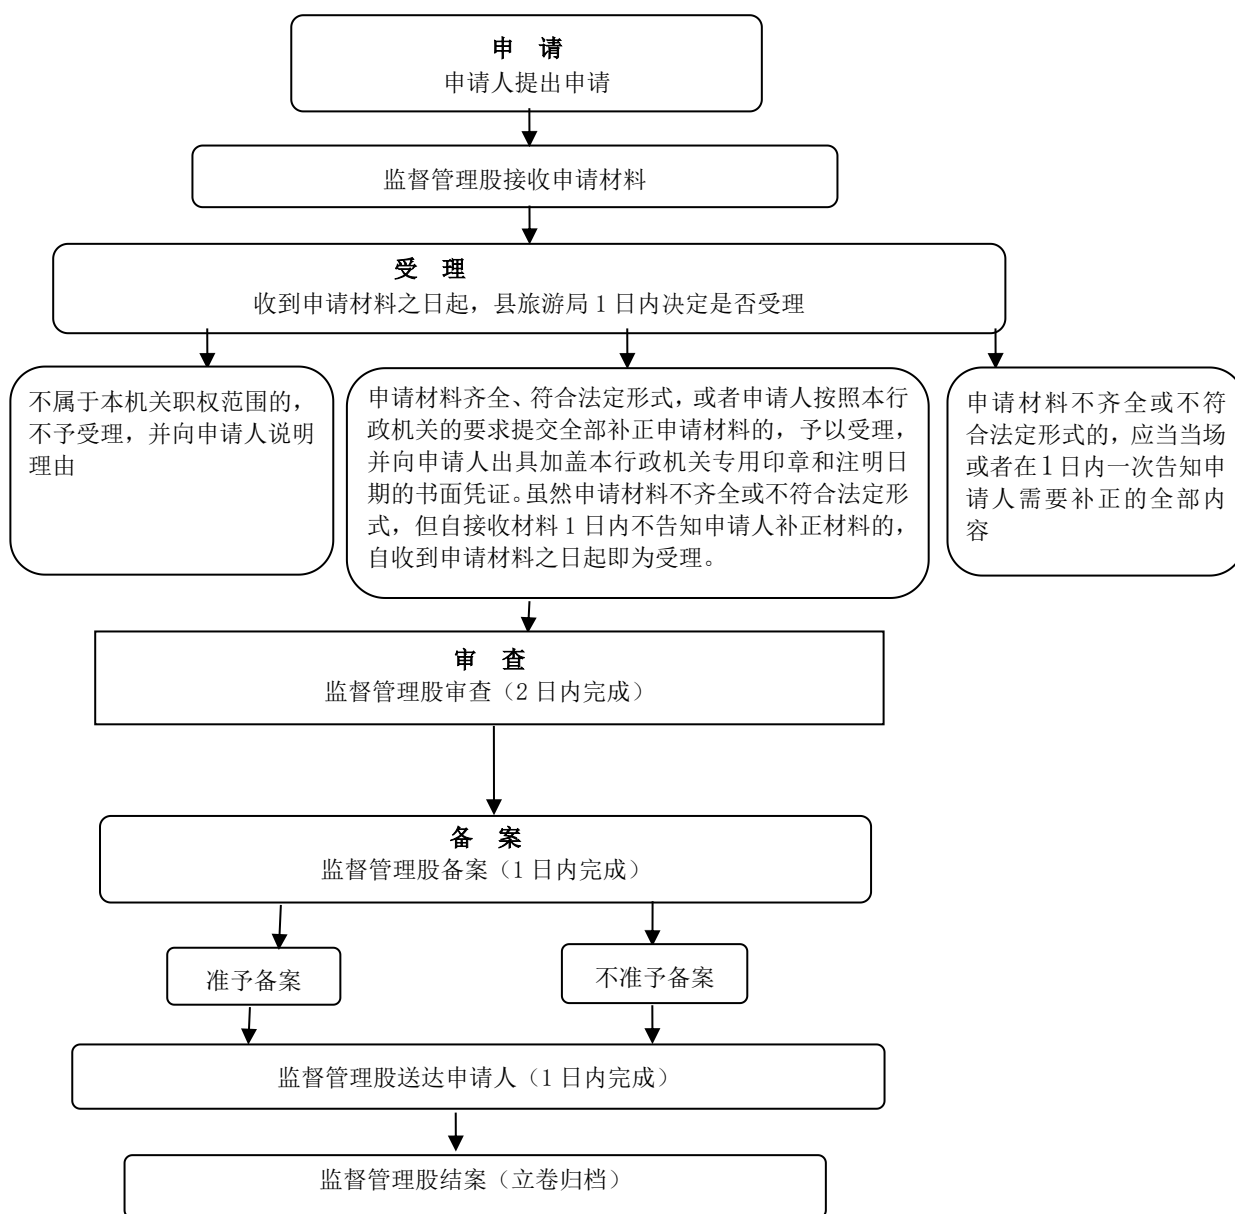 申 请
申请人提出申请
监督管理股接收申请材料
受 理
收到申请材料之日起，县旅游局 1 日内决定是否受理
不属于本机关职权范围的，
不予受理，并向申请人说明
理由
申请材料齐全、符合法定形式，或者申请人按照本行
政机关的要求提交全部补正申请材料的，予以受理，
并向申请人出具加盖本行政机关专用印章和注明日
期的书面凭证。虽然申请材料不齐全或不符合法定形
式，但自接收材料 1 日内不告知申请人补正材料的，
自收到申请材料之日起即为受理。
申请材料不齐全或不符
合法定形式的，应当当场
或者在 1 日内一次告知申
请人需要补正的全部内
容
审 查
监督管理股审查（2 日内完成）
备 案
监督管理股备案（1 日内完成）
准予备案
不准予备案
监督管理股送达申请人（1 日内完成）
监督管理股结案（立卷归档）